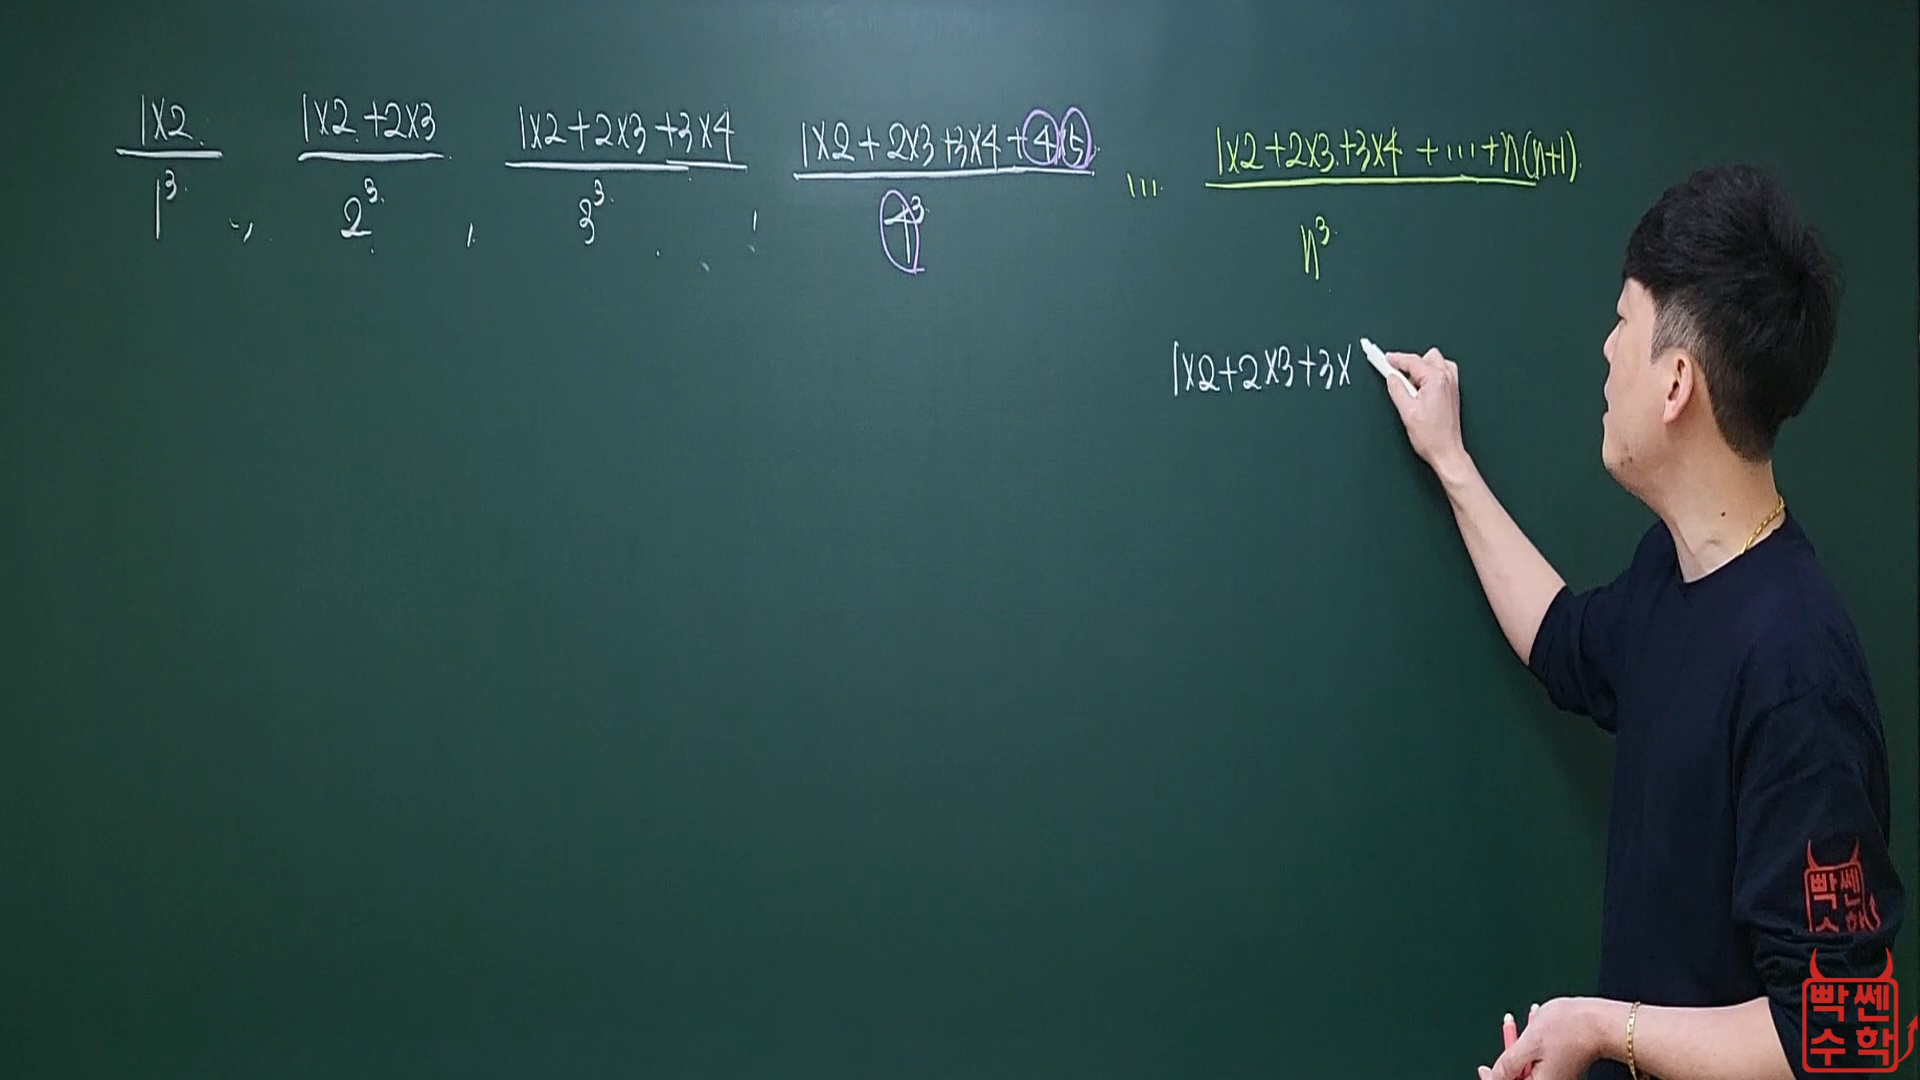 1×2 / 1³ , 1×2+2×3 / 2³ , 1×2+2×3+3×4 / 3³ , 1×2+2×3+3×4+4×5 / 4³ ... 1×2+2×3+3×4+...+n(n+1) / n³
1×2+2×3+3×
빡쎈
수학
빡쎈
수학